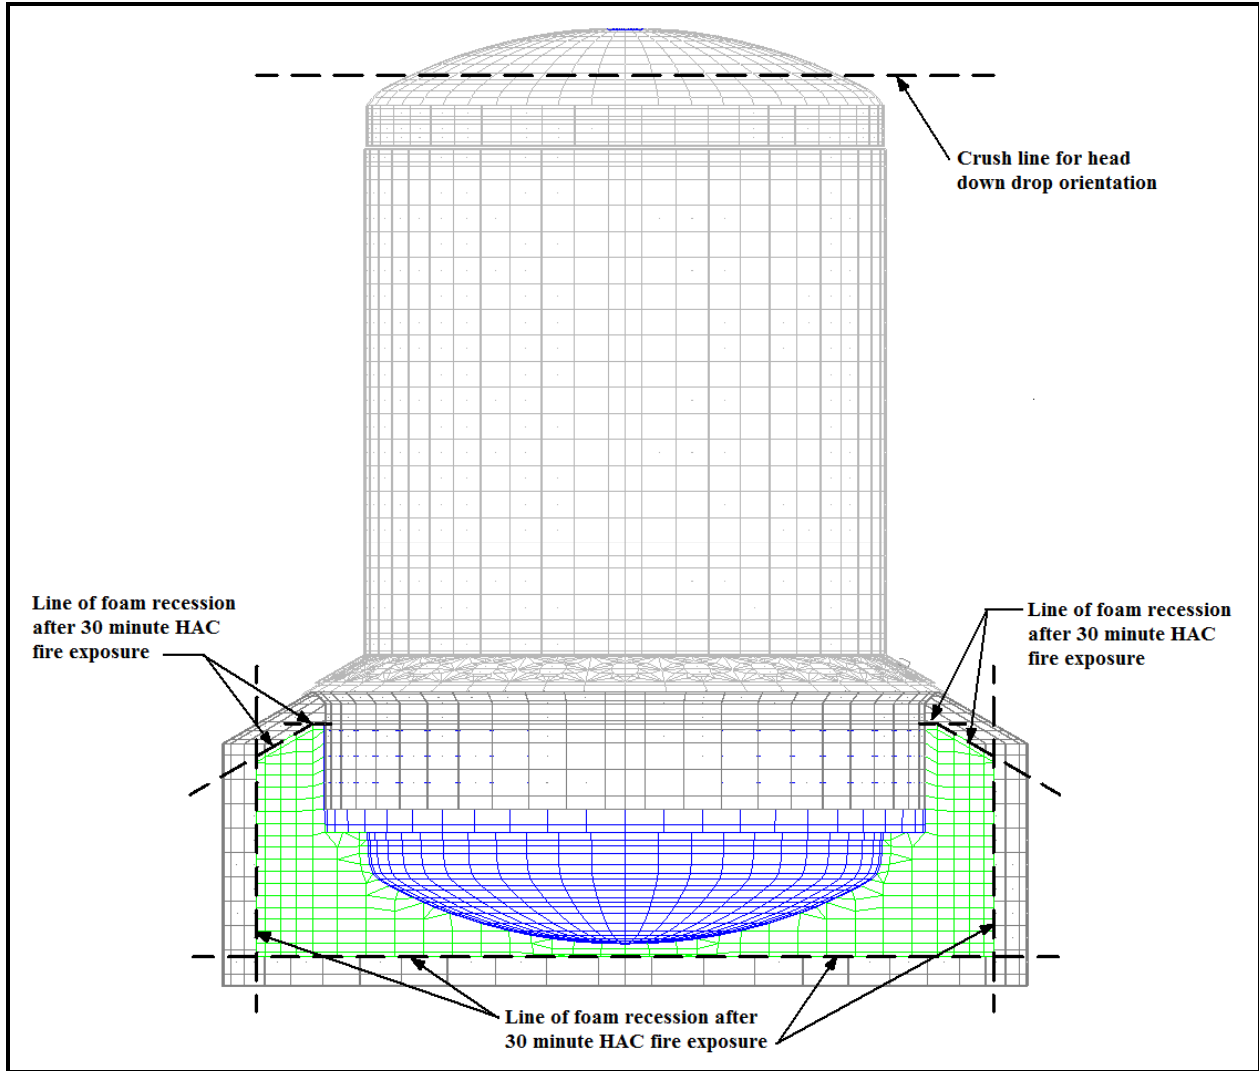 Crush line for head
down drop orientation
Line of foam recession
after 30 minute HAC
fire exposure
Line of foam recession
after 30 minute HAC
fire exposure
Line of foam recession after
30 minute HAC fire exposure